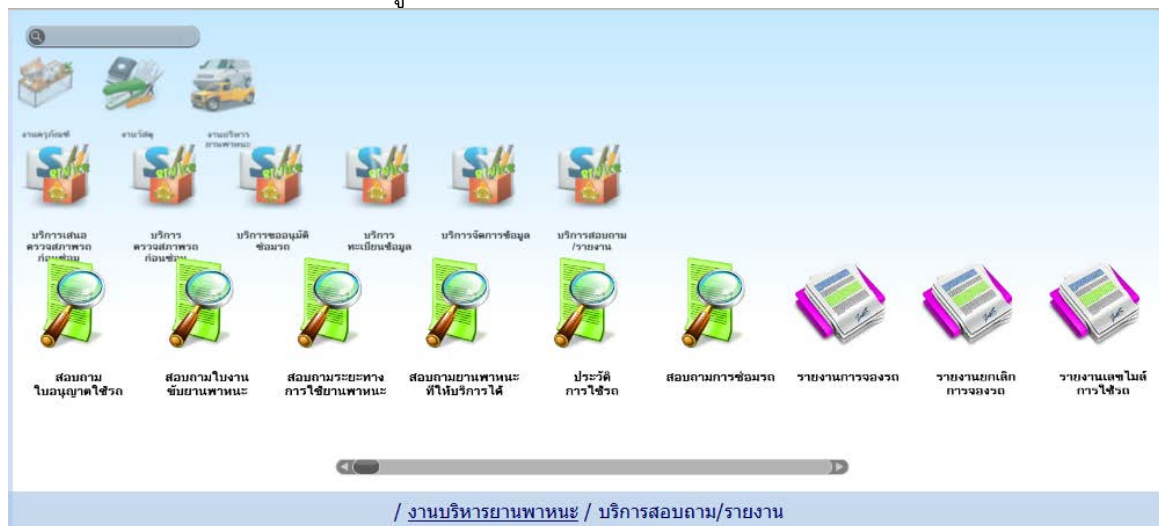 งานครุภัณฑ์
งานวัสดุ
งานบริหาร
ยานพาหนะ
บริการเสนอ
ตรวจสภาพรถ
ก่อนซ่อม
บริการ
ตรวจสภาพรถ
ก่อนซ่อม
บริการขออนุมัติ
ซ่อมรถ
บริการ
ทะเบียนข้อมูล
บริการจัดการข้อมูล
บริการสอบถาม
/รายงาน
สอบถาม
ใบอนุญาตใช้รถ
สอบถามใบงาน
ขับยานพาหนะ
สอบถามระยะทาง
การใช้ยานพาหนะ
สอบถามยานพาหนะ
ที่ให้บริการได้
ประวัติ
การใช้รถ
สอบถามการซ่อมรถ
รายงานการจองรถ
รายงานยกเลิก
การจองรถ
รายงานเลขไมล์
การใช้รถ
/ งานบริหารยานพาหนะ / บริการสอบถาม/รายงาน